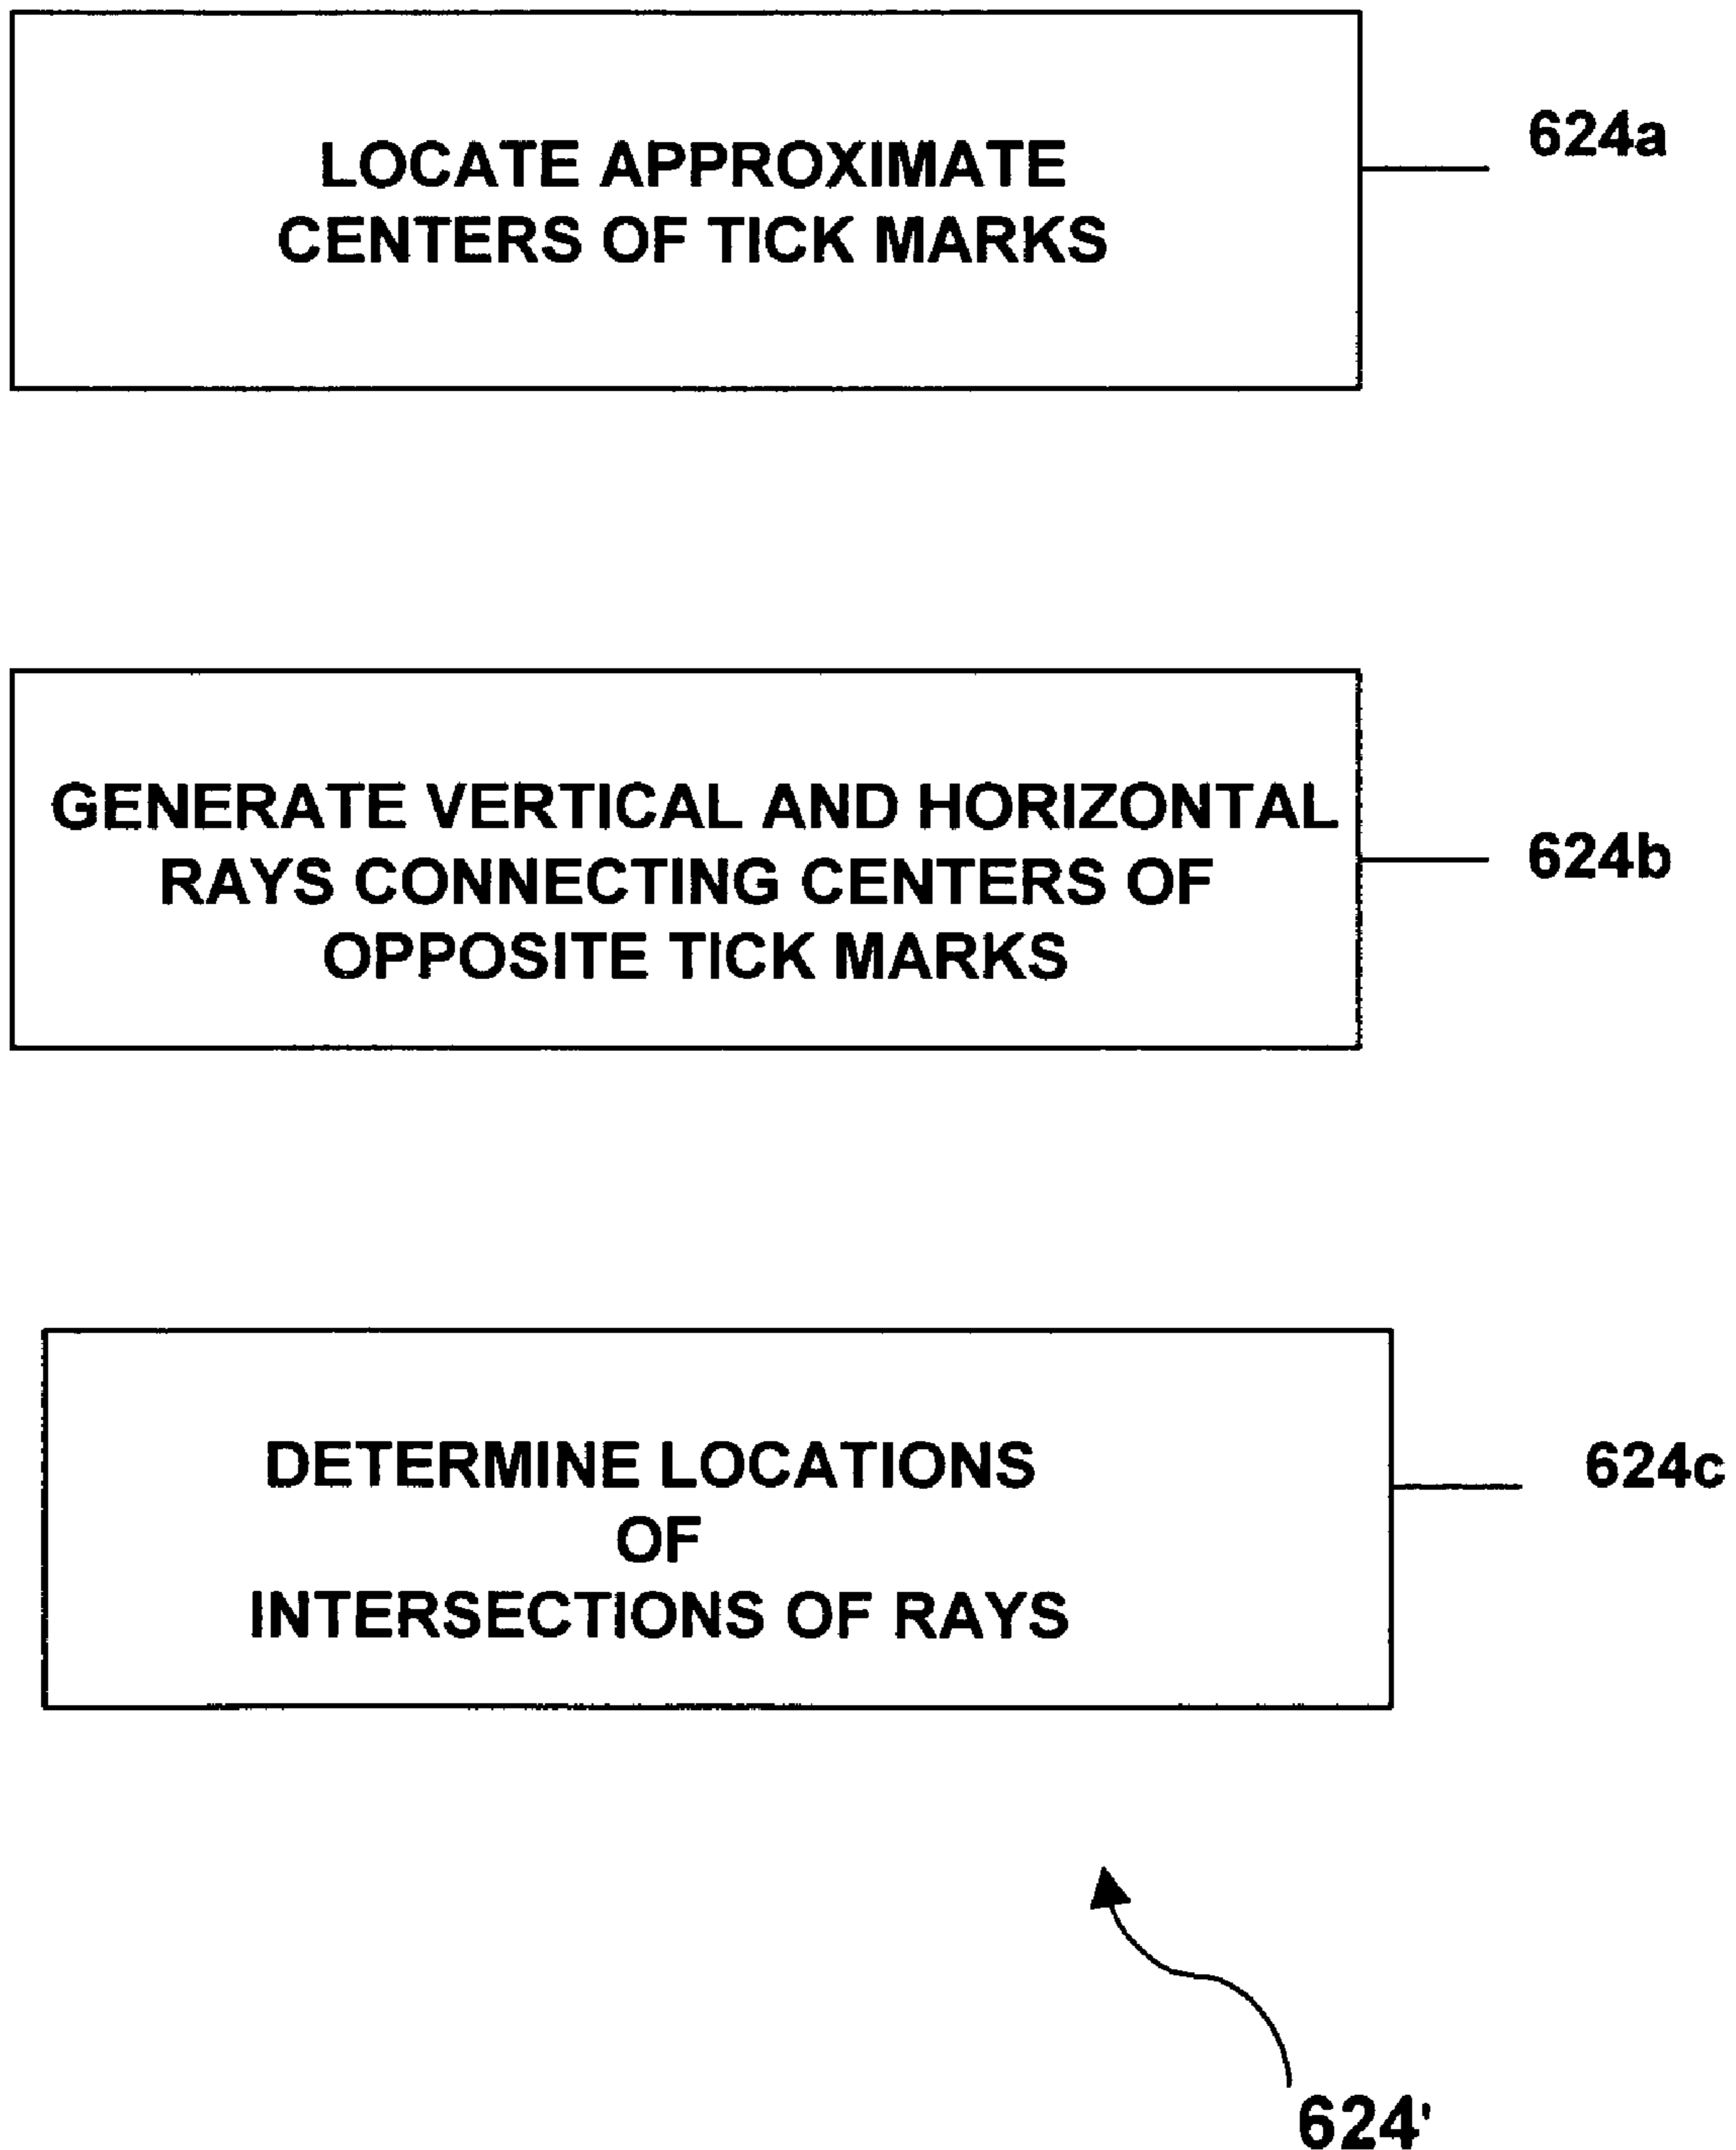 LOCATE APPROXIMATE
CENTERS OF TICK MARKS
624a
GENERATE VERTICAL AND HORIZONTAL
RAYS CONNECTING CENTERS OF
OPPOSITE TICK MARKS
624b
DETERMINE LOCATIONS
OF
INTERSECTIONS OF RAYS
624c
624'